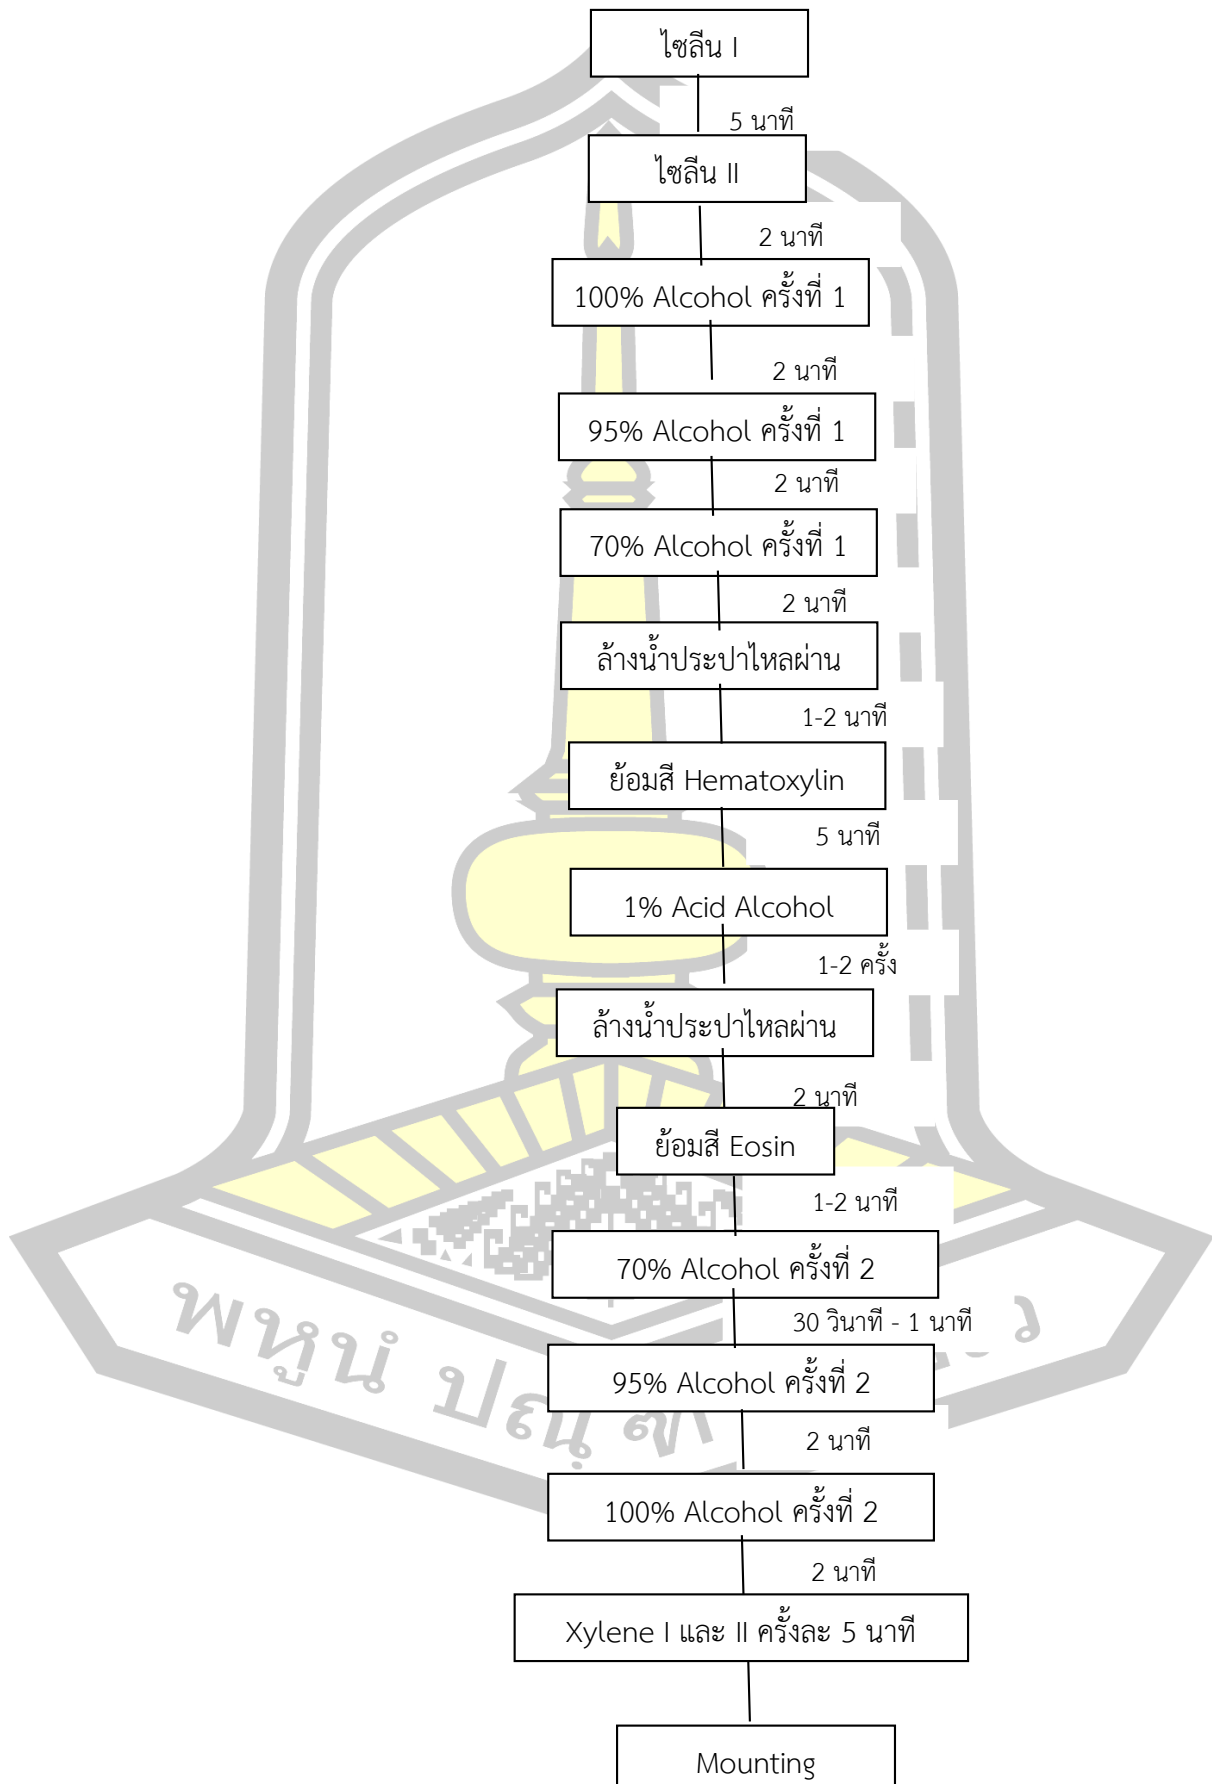 ไซลีน I
5 นาที
ไซลีน II
2 นาที
100% Alcohol ครั้งที่ 1
2 นาที
95% Alcohol ครั้งที่ 1
2 นาที
70% Alcohol ครั้งที่ 1
2 นาที
ล้างน้ำประปาไหลผ่าน
1-2 นาที
ย้อมสี Hematoxylin
5 นาที
1% Acid Alcohol
1-2 ครั้ง
ล้างน้ำประปาไหลผ่าน
2 นาที
ย้อมสี Eosin
1-2 นาที
70% Alcohol ครั้งที่ 2
30 วินาที - 1 นาที
95% Alcohol ครั้งที่ 2
2 นาที
100% Alcohol ครั้งที่ 2
2 นาที
Xylene I และ II ครั้งละ 5 นาที
Mounting
พหูนํ ปณฺฑ